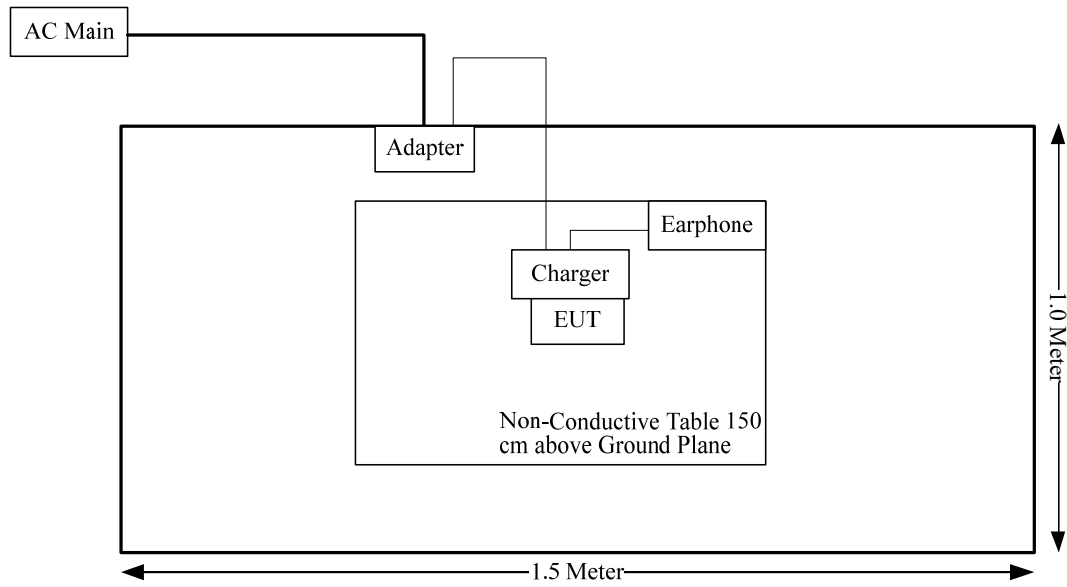 AC Main
Adapter
Earphone
Charger
EUT
Non-Conductive Table 150
cm above Ground Plane
1.0 Meter
1.5 Meter